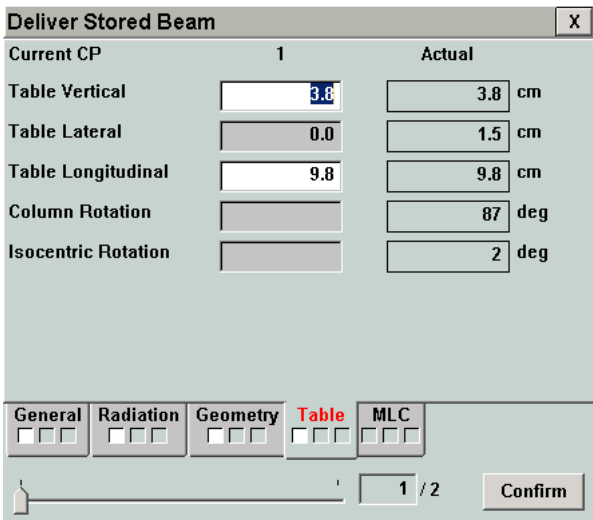 Deliver Stored Beam X
Current CP 1 Actual
Table Vertical 3.8 3.8 cm
Table Lateral 0.0 1.5 cm
Table Longitudinal 9.8 9.8 cm
Column Rotation 87 deg
Isocentric Rotation 2 deg
General Radiation Geometry Table MLC
1 / 2 Confirm